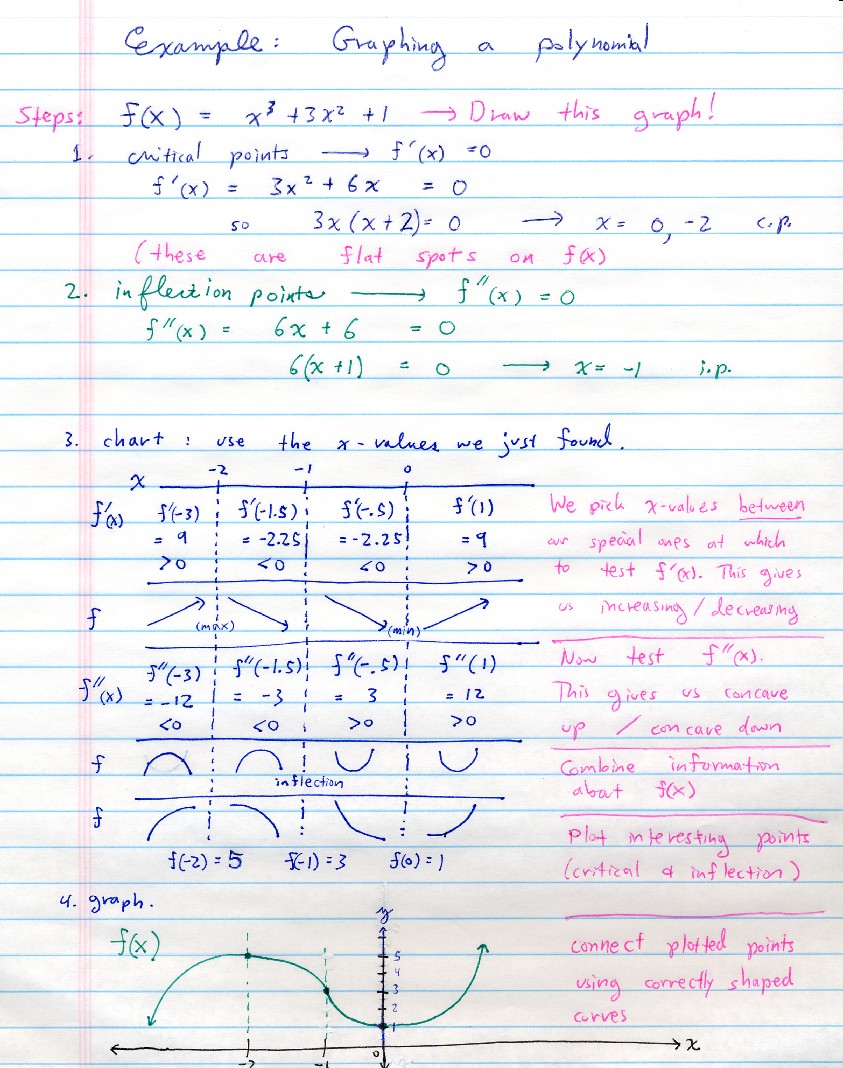 Example: Graphing a polynomial
Steps: f(x) = x³ + 3x² + 1 → Draw this graph!
1. critical points → f'(x) = 0
f'(x) = 3x² + 6x = 0
so 3x(x+2) = 0 → x = 0, -2 c.p.
(these are flat spots on f(x)
2. inflection points → f''(x) = 0
f''(x) = 6x + 6 = 0
6(x+1) = 0 → x = -1 i.p.
3. chart: use the x-values we just found.
x -2 -1 0
f'(x) f'(-3) f'(-1.5) f'(-.5) f'(1)
= 9 = -2.25 = -2.25 = 9
>0 <0 <0 >0
We pick x-values between
our special ones at which
to test f'(x). This gives
us increasing/decreasing
f (max) (min)
f''(x) f''(-3) f''(-1.5) f''(-.5) f''(1)
= -12 = -3 = 3 = 12
<0 <0 >0 >0
Now test f''(x).
This gives us concave
up / concave down
f
inflection
Combine information
about f(x)
f
f(-2) = 5 f(-1) = 3 f(0) = 1
Plot interesting points
(critical & inflection)
4. graph.
f(x)
y
5
4
3
2
1
0
-2 -1
x
connect plotted points
using correctly shaped
curves